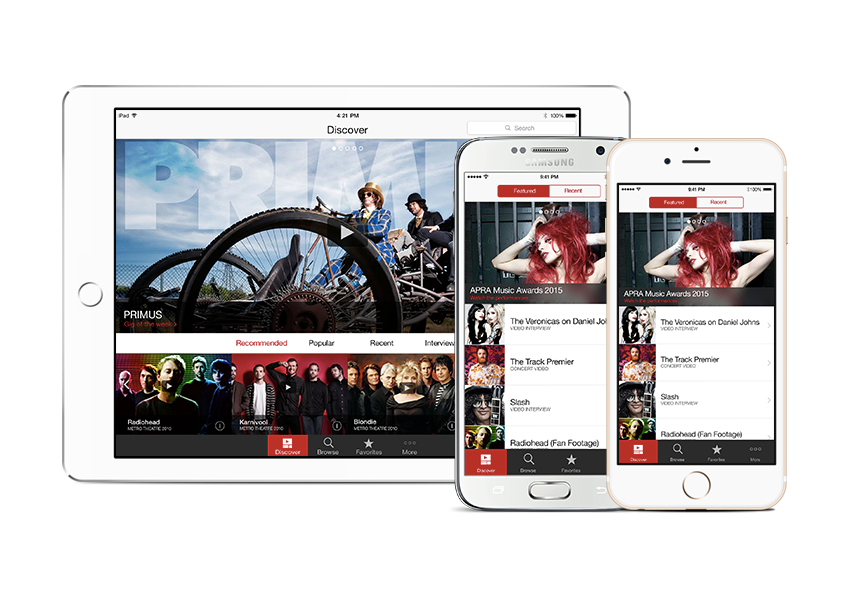 iPad
4:21 PM
100%
Discover
Search
PRIMU
PRIMUS
Gig of the week >
Recommended
Popular
Recent
Interview
Radiohead
METRO THEATRE 2010
Karnivool
METRO THEATRE 2010
Blondie
METRO THEATRE 2010
Discover
Browse
Favorites
More
SAMSUNG
9:41 PM
Featured
Recent
APRA Music Awards 2015
Watch the performances
The Veronicas on Daniel Joh
VIDEO INTERVIEW
The Track Premier
CONCERT VIDEO
Slash
VIDEO INTERVIEW
Radiohead (Fan Footage)
Discover
Browse
Favorites
9:41 PM
100%
Featured
Recent
APRA Music Awards 2015
Watch the performances
The Veronicas on Daniel Johns
VIDEO INTERVIEW
The Track Premier
CONCERT VIDEO
Slash
VIDEO INTERVIEW
Radiohead (Fan Footage)
Discover
Browse
Favorites
More